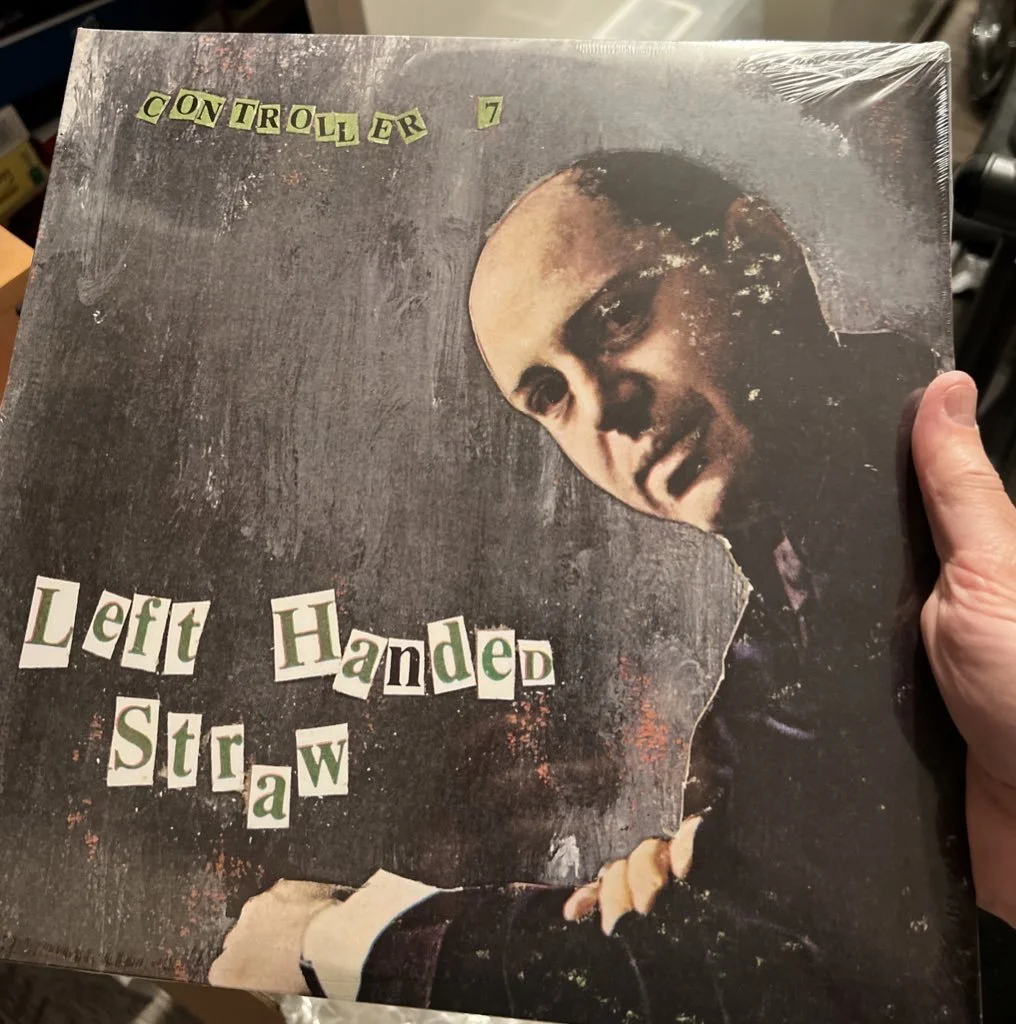 CONTROLLER 7
Left HandeD
Straw